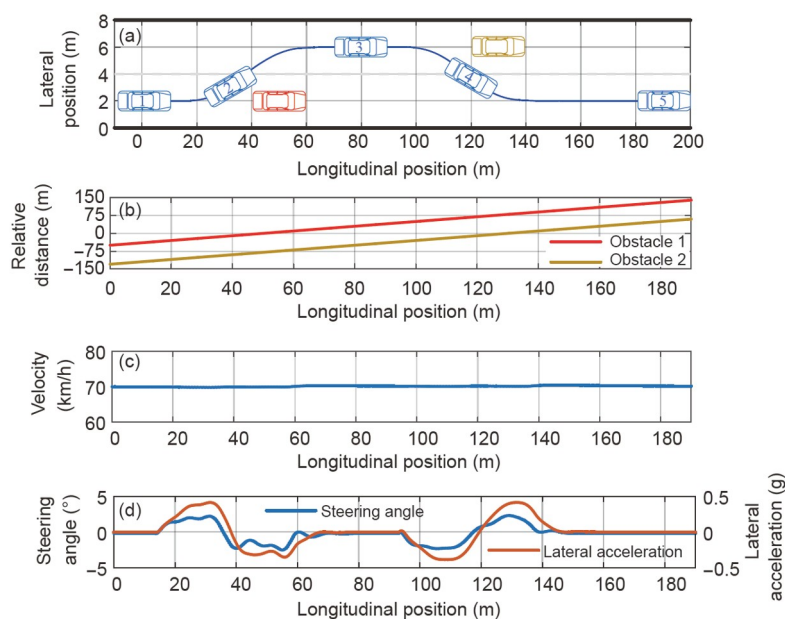 8
(a)
6
4
2
0
Lateral
position (m)
1
2
3
4
5
0 20 40 60 80 100 120 140 160 180 200
Longitudinal position (m)
150
(b)
75
0
−75
−150
Relative
distance (m)
Obstacle 1
Obstacle 2
0 20 40 60 80 100 120 140 160 180
Longitudinal position (m)
80
(c)
70
60
Velocity
(km/h)
0 20 40 60 80 100 120 140 160 180
Longitudinal position (m)
5
(d)
0
−5
Steering
angle (°)
Steering angle
Lateral acceleration
0.5
0
−0.5
Lateral
acceleration (g)
0 20 40 60 80 100 120 140 160 180
Longitudinal position (m)